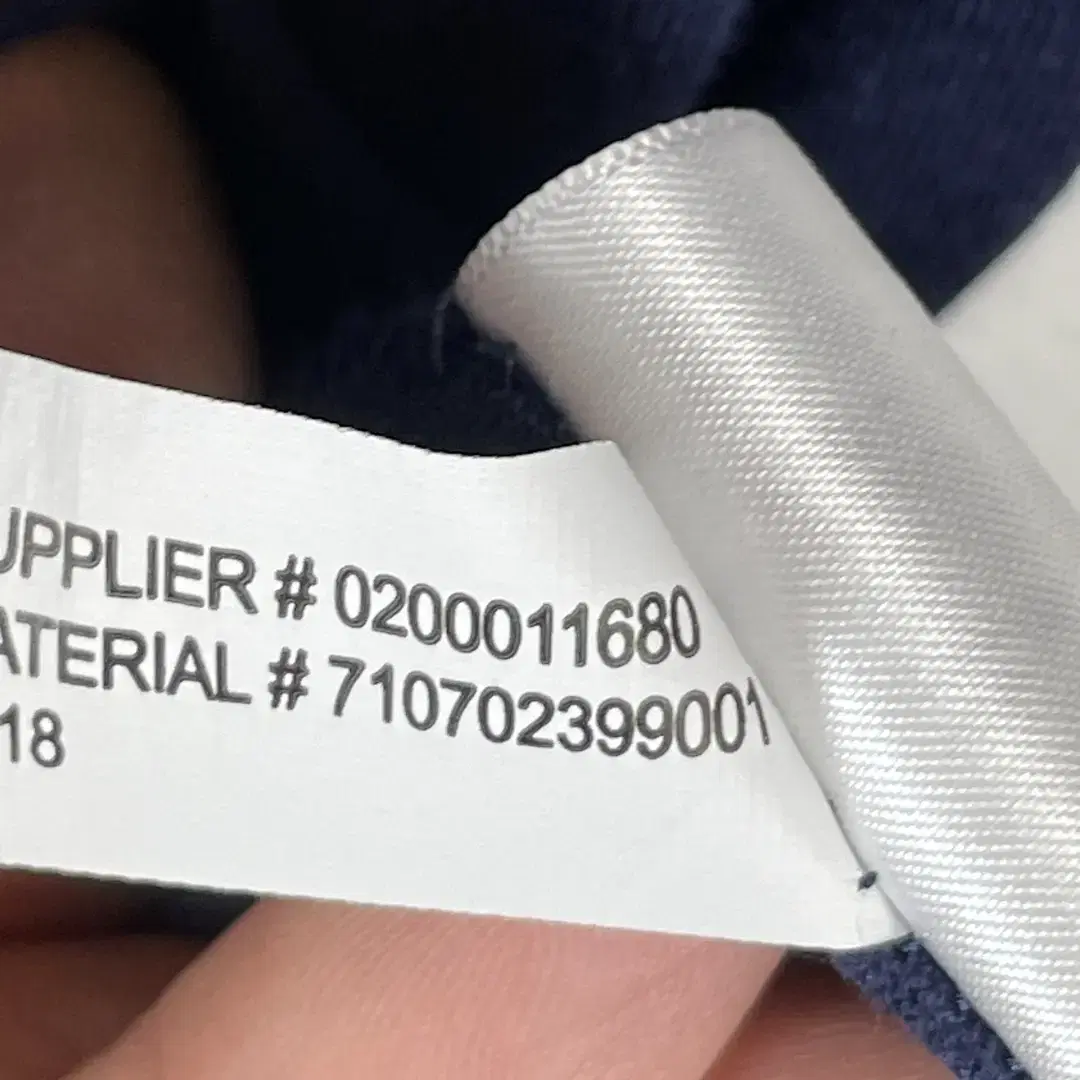 UPPLIER # 0200011680
ATERIAL # 710702399001
18